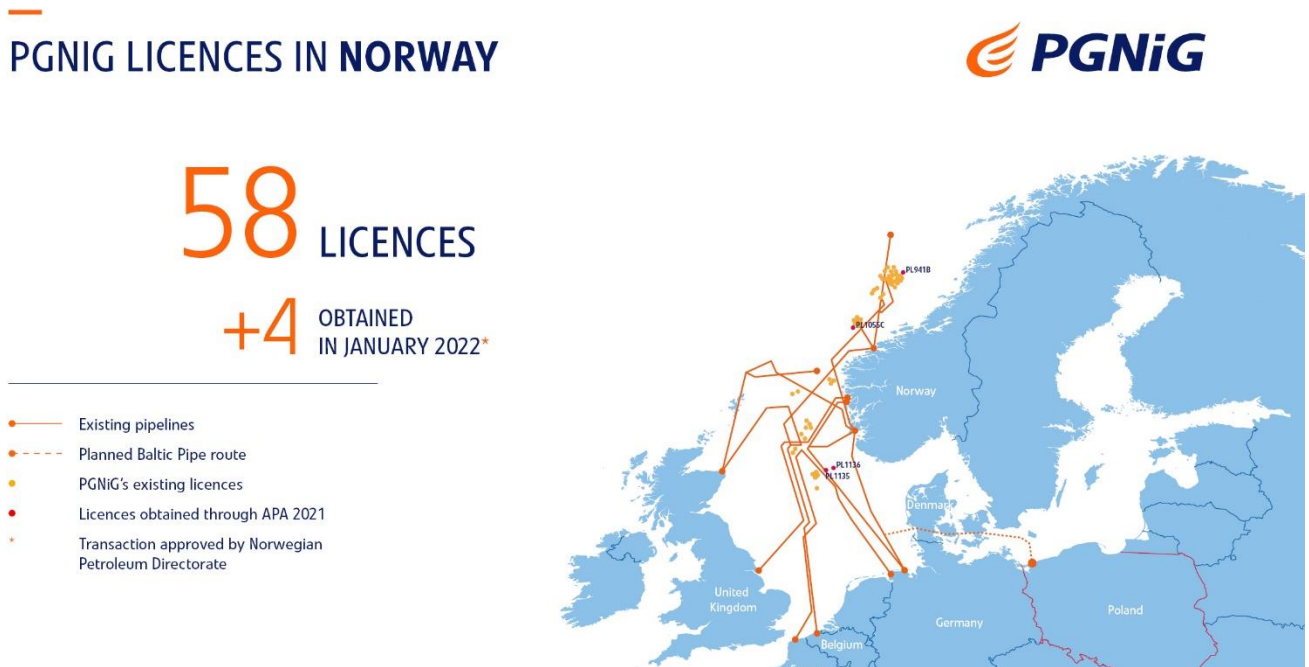 PGNIG LICENCES IN NORWAY
PGNiG
58 LICENCES
+4 OBTAINED
IN JANUARY 2022*
Existing pipelines
Planned Baltic Pipe route
PGNiG's existing licences
Licences obtained through APA 2021
* Transaction approved by Norwegian
Petroleum Directorate
PL941B
PL1055C
Norway
PL1136
PL1135
Denmark
United
Kingdom
Poland
Germany
Belgium